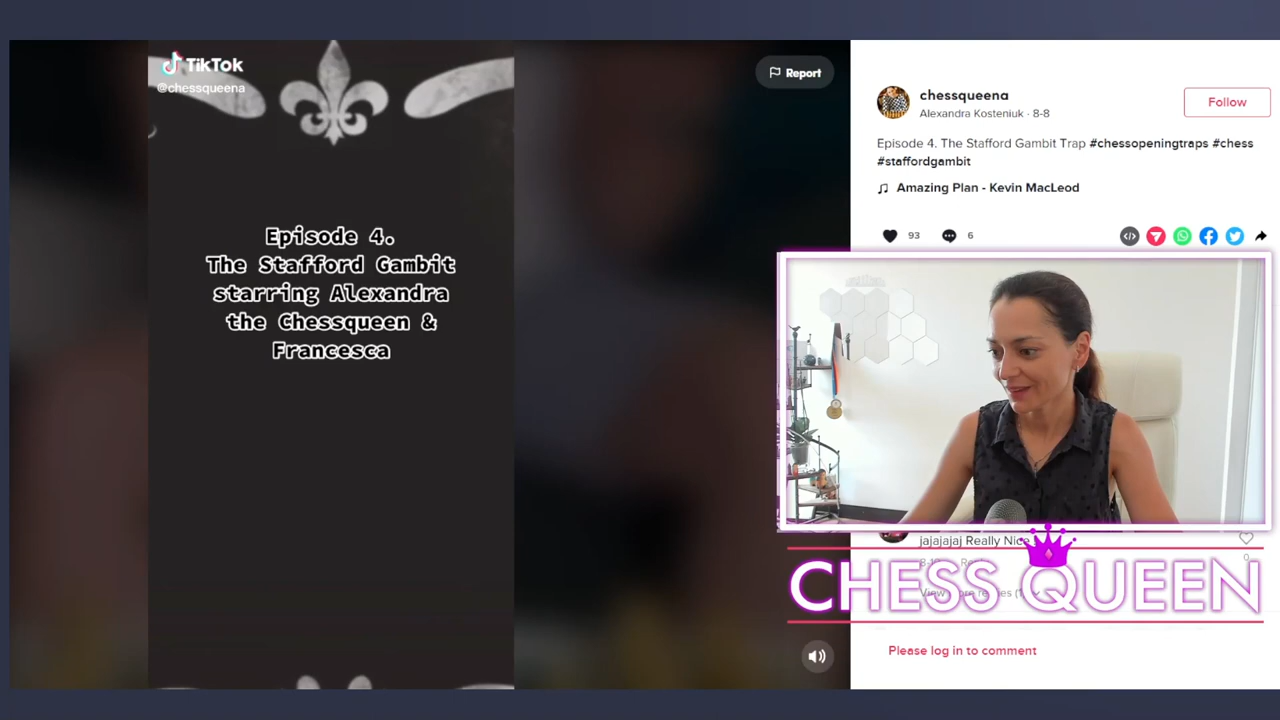 TikTok
@chessqueena
Report
Episode 4.
The Stafford Gambit
starring Alexandra
the Chessqueen &
Francesca
chessqueena
Alexandra Kosteniuk · 8-8
Follow
Episode 4. The Stafford Gambit Trap #chessopeningtraps #chess
#staffordgambit
Amazing Plan - Kevin MacLeod
93
6
jajajajaj Really Nice
0
CHESS QUEEN
Please log in to comment